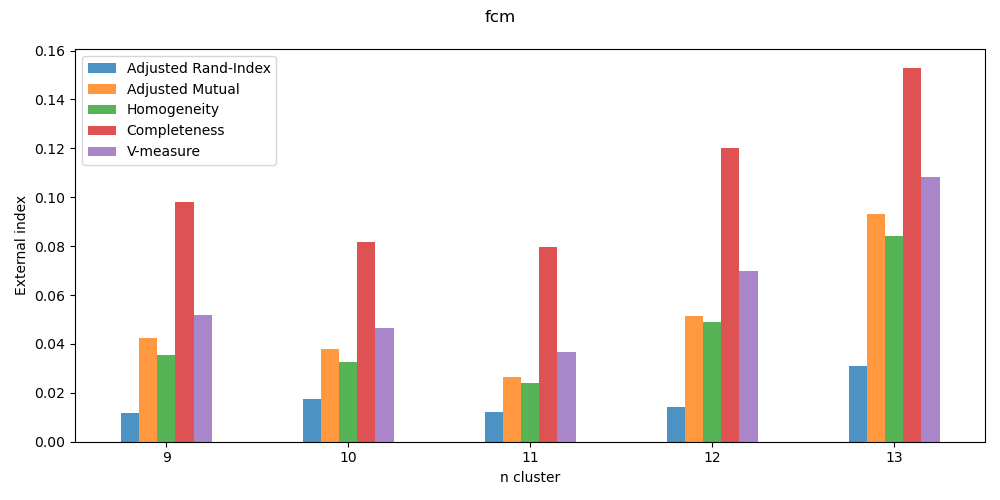 fcm
0.16
0.14
0.12
0.10
0.08
0.06
0.04
0.02
0.00
External index
Adjusted Rand-Index
Adjusted Mutual
Homogeneity
Completeness
V-measure
9 10 11 12 13
n cluster